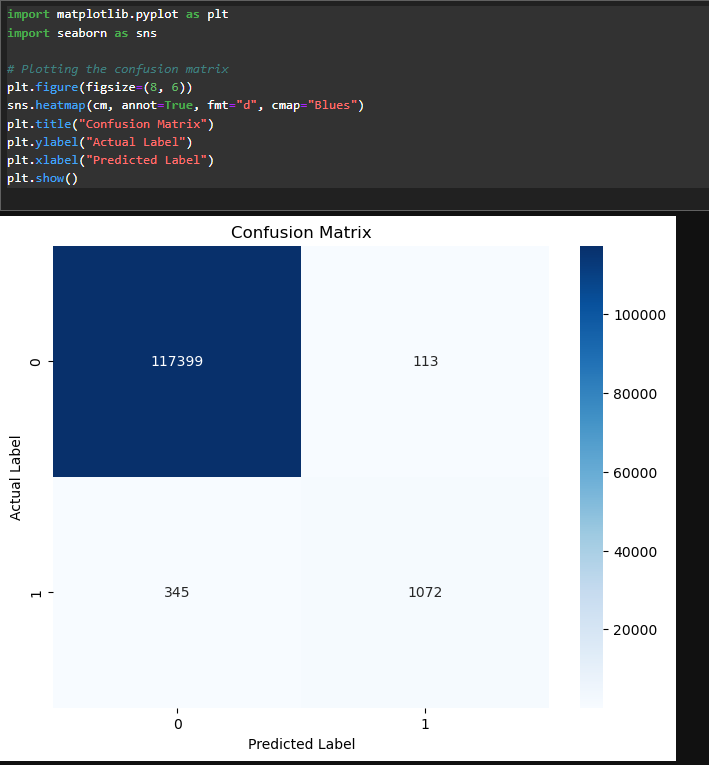 import matplotlib.pyplot as plt
import seaborn as sns
# Plotting the confusion matrix
plt.figure(figsize=(8, 6))
sns.heatmap(cm, annot=True, fmt="d", cmap="Blues")
plt.title("Confusion Matrix")
plt.ylabel("Actual Label")
plt.xlabel("Predicted Label")
plt.show()
Confusion Matrix
Actual Label
0
1
117399
113
345
1072
0
1
Predicted Label
100000
80000
60000
40000
20000